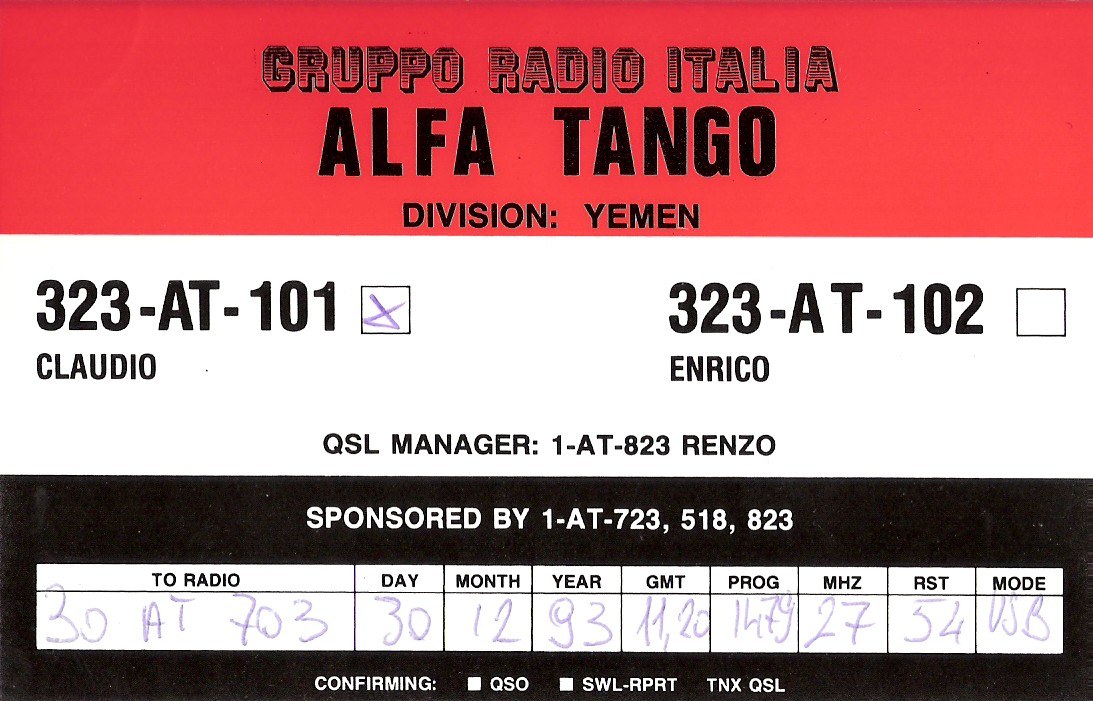 GRUPPO RADIO ITALIA
ALFA TANGO
DIVISION: YEMEN
323-AT-101 323-AT-102
CLAUDIO ENRICO
QSL MANAGER: 1-AT-823 RENZO
SPONSORED BY 1-AT-723, 518, 823
TO RADIO DAY MONTH YEAR GMT PROG MHZ RST MODE
30 AT 703 30 12 93 11,20 1479 27 54 USB
CONFIRMING: QSO SWL-RPRT TNX QSL